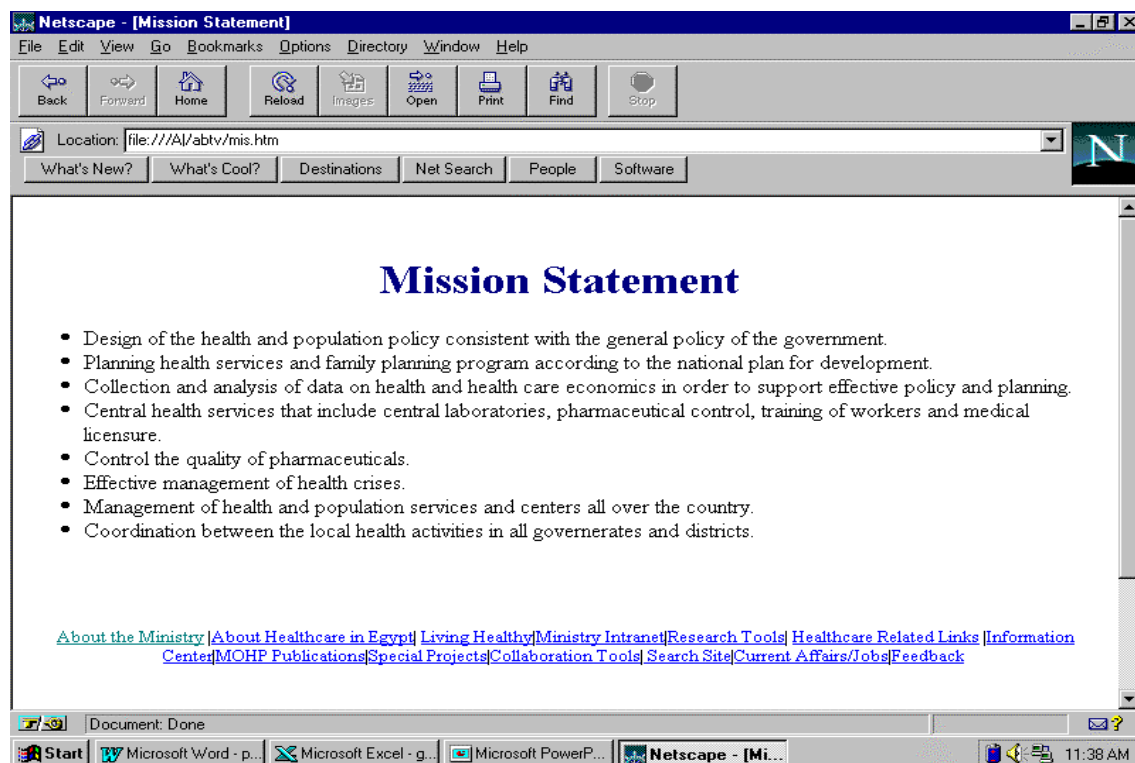 Netscape - [Mission Statement]
File Edit View Go Bookmarks Options Directory Window Help
Back Forward Home Reload Images Open Print Find Stop
Location: file:///A|/abtv/mis.htm
N
What's New? What's Cool? Destinations Net Search People Software
Mission Statement
• Design of the health and population policy consistent with the general policy of the government.
• Planning health services and family planning program according to the national plan for development.
• Collection and analysis of data on health and health care economics in order to support effective policy and planning.
• Central health services that include central laboratories, pharmaceutical control, training of workers and medical
licensure.
• Control the quality of pharmaceuticals.
• Effective management of health crises.
• Management of health and population services and centers all over the country.
• Coordination between the local health activities in all governerates and districts.
About the Ministry |About Healthcare in Egypt| Living Healthy|Ministry Intranet|Research Tools| Healthcare Related Links |Information
Center|MOHP Publications|Special Projects|Collaboration Tools| Search Site|Current Affairs/Jobs|Feedback
Document: Done
Start Microsoft Word - p... Microsoft Excel - g... Microsoft PowerP... Netscape - [Mi... 11:38 AM